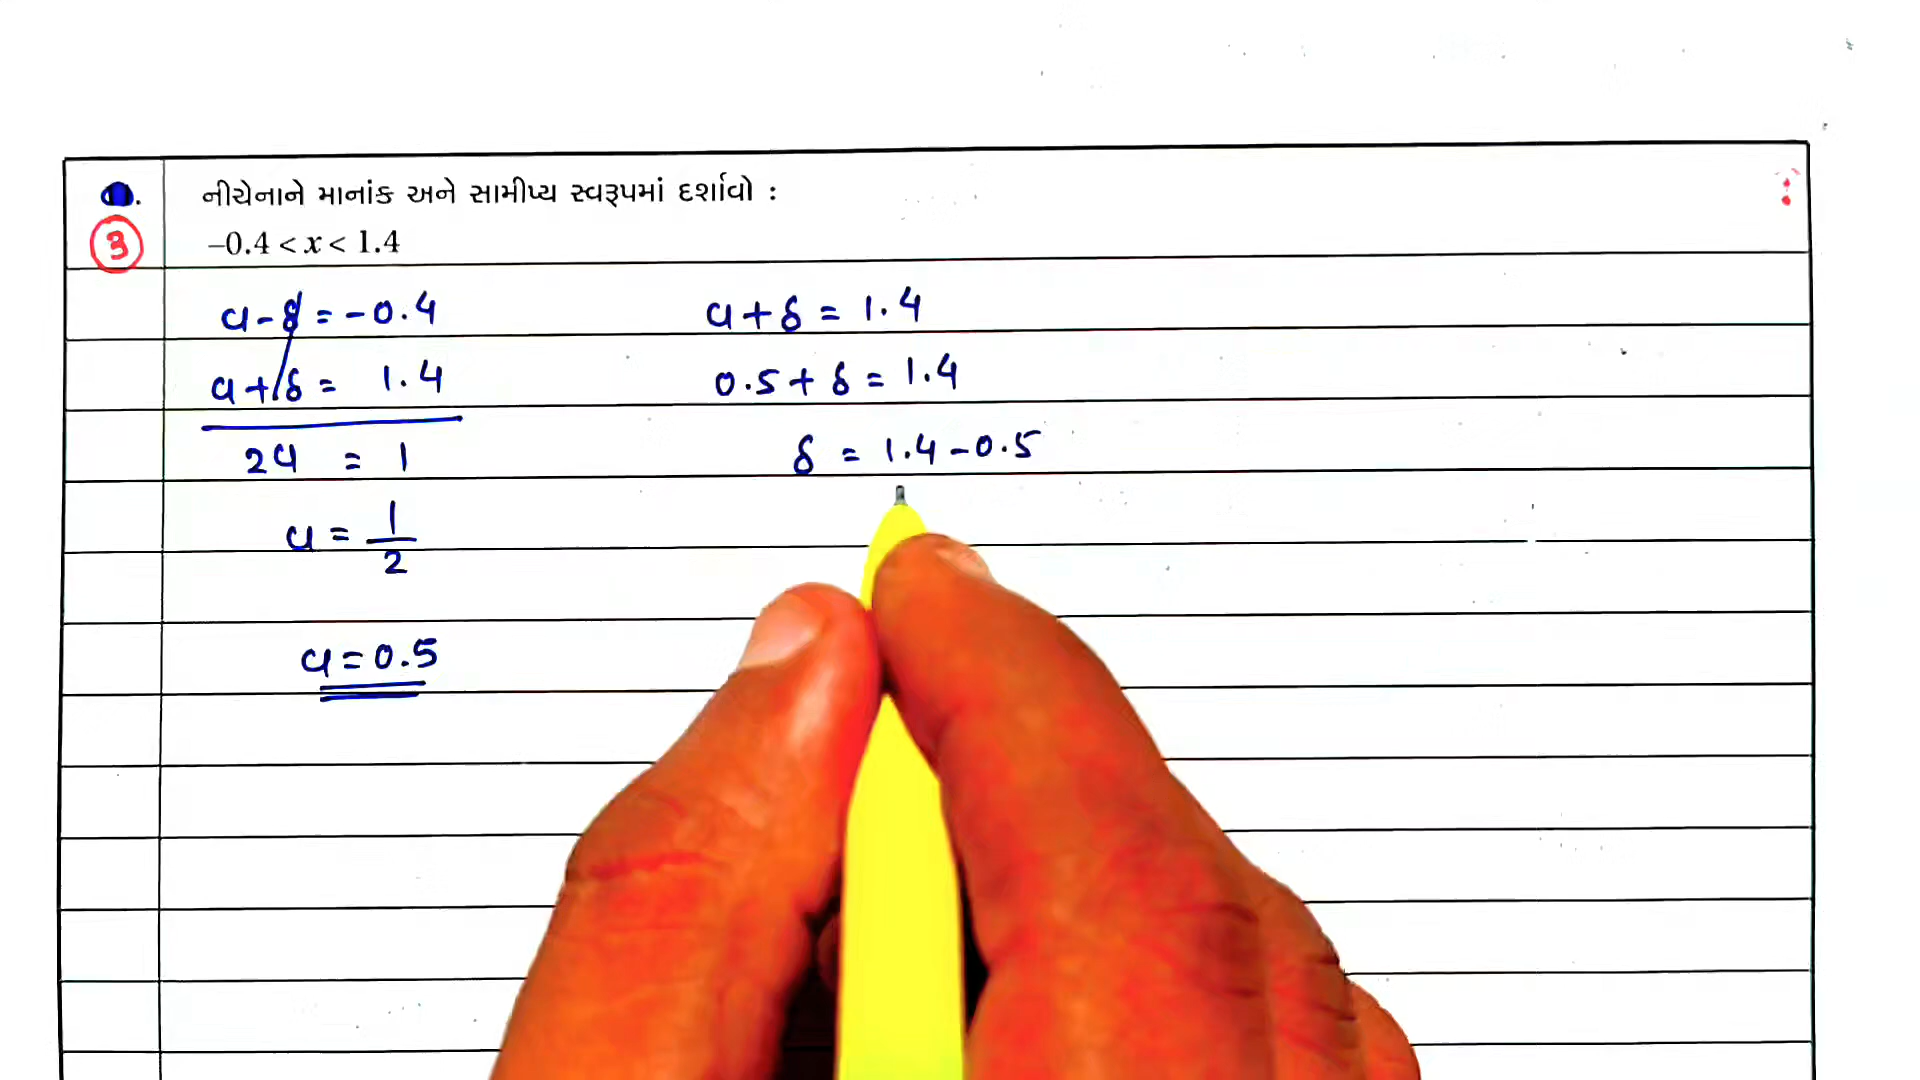 નીચેનાને માનાંક અને સામીપ્ય સ્વરૂપમાં દર્શાવો :
③ –0.4 < x < 1.4
a - δ = - 0.4
a + δ = 1.4
2a = 1
a = 1/2
a = 0.5
a + δ = 1.4
0.5 + δ = 1.4
δ = 1.4 - 0.5